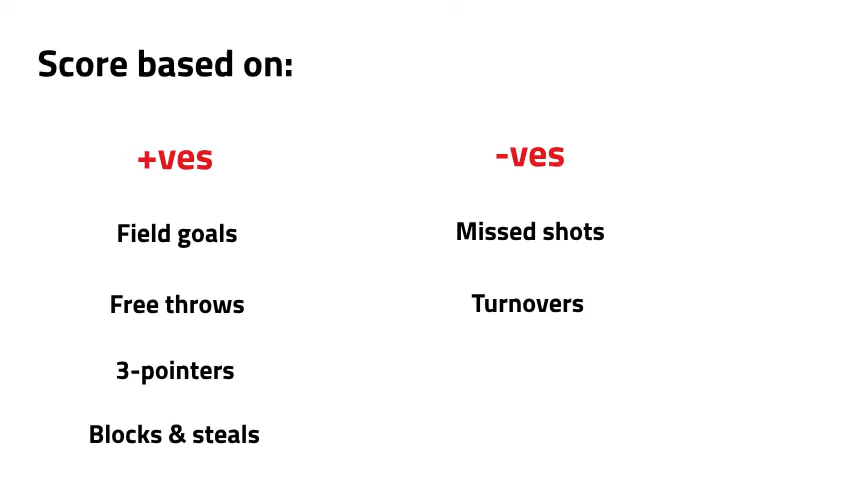 Score based on:
+ves
-ves
Field goals
Missed shots
Free throws
Turnovers
3-pointers
Blocks & steals